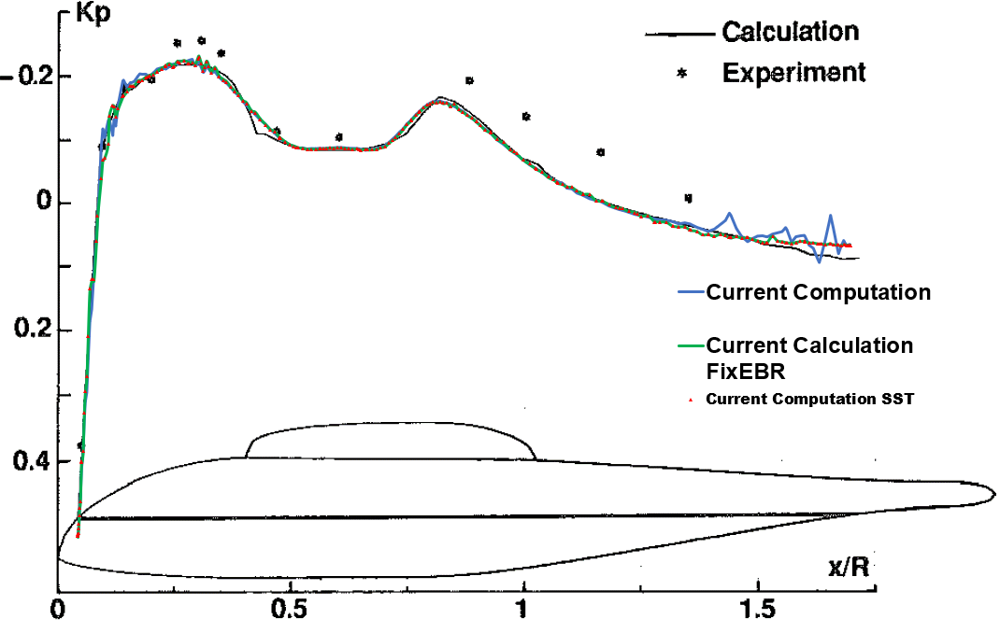 Kp
Calculation
Experiment
– 0.2
0
0.2
0.4
Current Computation
Current Calculation
FixEBR
Current Computation SST
x/R
0 0.5 1 1.5